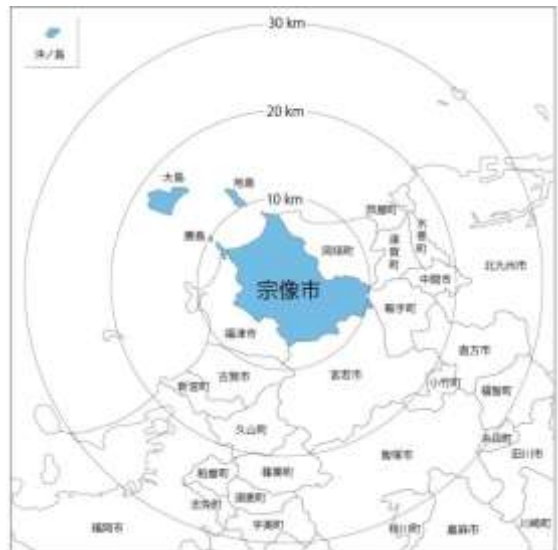 30 km
沖ノ島
20 km
大島
地島
10 km
芦屋町
水巻町
勝島
岡垣町
遠賀町
北九州市
中間市
宗像市
鞍手町
福津市
直方市
古賀市
宮若市
小竹町
新宮町
福智町
久山町
糸田町
飯塚市
田川市
粕屋町
篠栗町
須恵町
志免町
宇美町
福岡市
桂川町
嘉麻市
川崎町